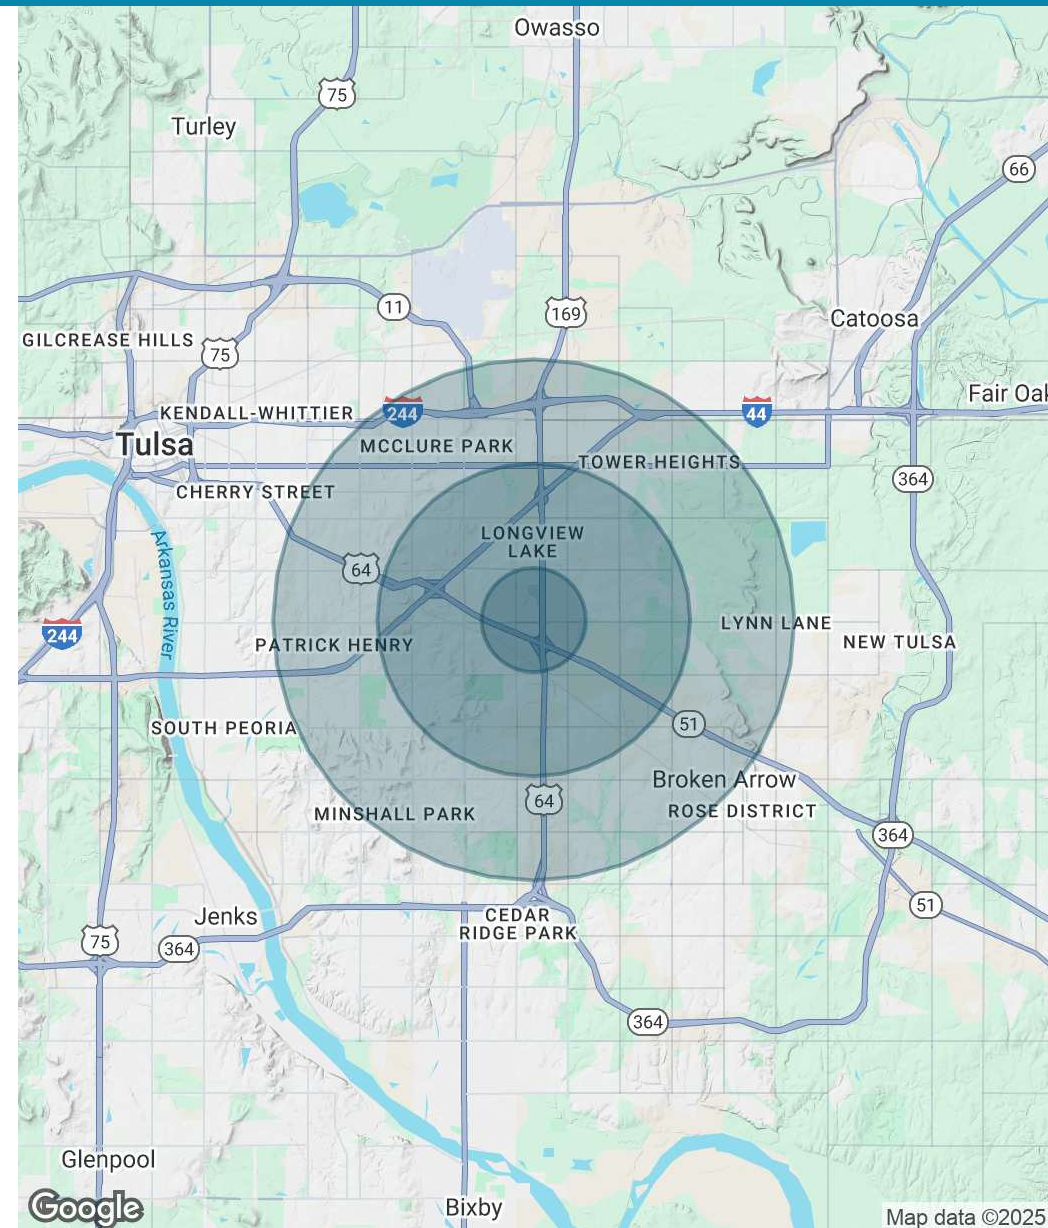 Owasso
75
Turley
66
11
169
Catoosa
GILCREASE HILLS
75
Fair Oak
KENDALL-WHITTIER
244
44
Tulsa
MCCLURE PARK
TOWER HEIGHTS
364
CHERRY STREET
LONGVIEW
LAKE
64
Arkansas River
244
LYNN LANE
PATRICK HENRY
NEW TULSA
SOUTH PEORIA
51
Broken Arrow
64
MINSHALL PARK
ROSE DISTRICT
364
51
Jenks
CEDAR
RIDGE PARK
75
364
364
Glenpool
Google
Bixby
Map data ©2025